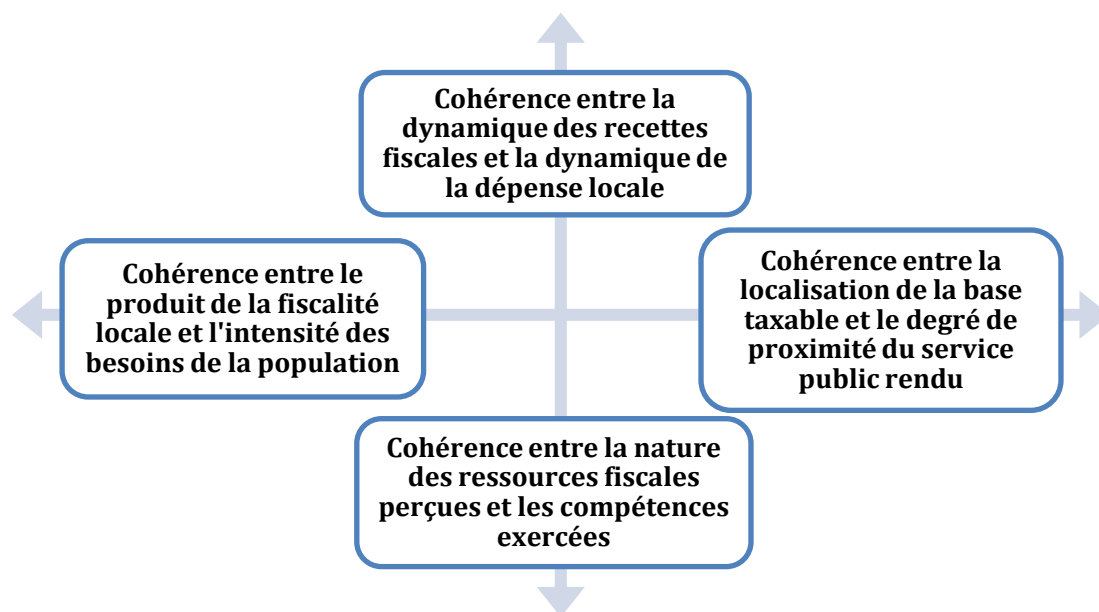 Cohérence entre la
dynamique des recettes
fiscales et la dynamique de
la dépense locale
Cohérence entre le
produit de la fiscalité
locale et l'intensité des
besoins de la population
Cohérence entre la
localisation de la base
taxable et le degré de
proximité du service
public rendu
Cohérence entre la nature
des ressources fiscales
perçues et les compétences
exercées